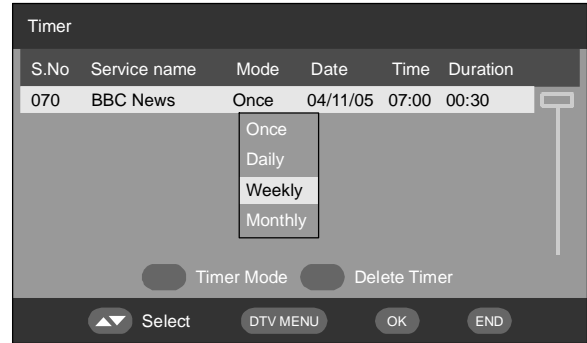 Timer
S.No Service name Mode Date Time Duration
070 BBC News Once 04/11/05 07:00 00:30
Once
Daily
Weekly
Monthly
Timer Mode Delete Timer
Select DTV MENU OK END